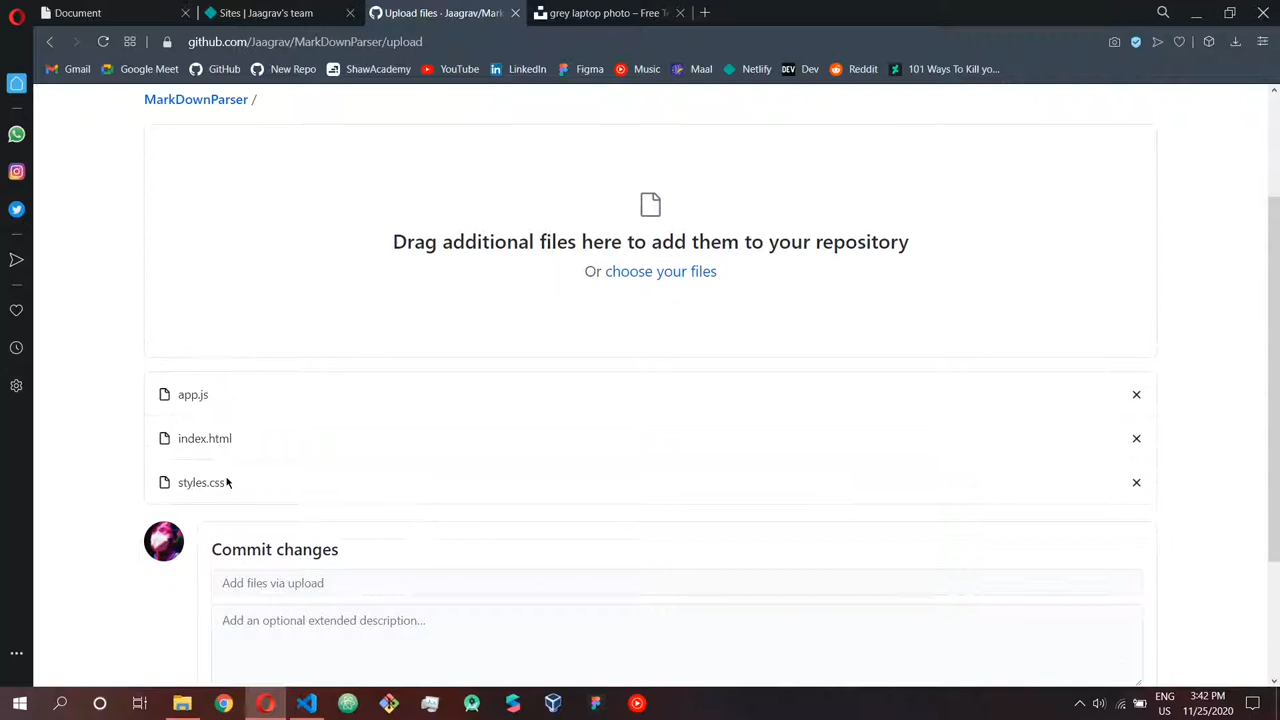 Document
Sites | Jaagrav's team
Upload files · Jaagrav/Mark
grey laptop photo – Free Te
github.com/Jaagrav/MarkDownParser/upload
Gmail Google Meet GitHub New Repo ShawAcademy YouTube LinkedIn Figma Music Maal Netlify DEV Dev Reddit 101 Ways To Kill yo...
MarkDownParser /
Drag additional files here to add them to your repository
Or choose your files
app.js
index.html
styles.css
Commit changes
Add files via upload
Add an optional extended description...
ENG 3:42 PM
US 11/25/2020